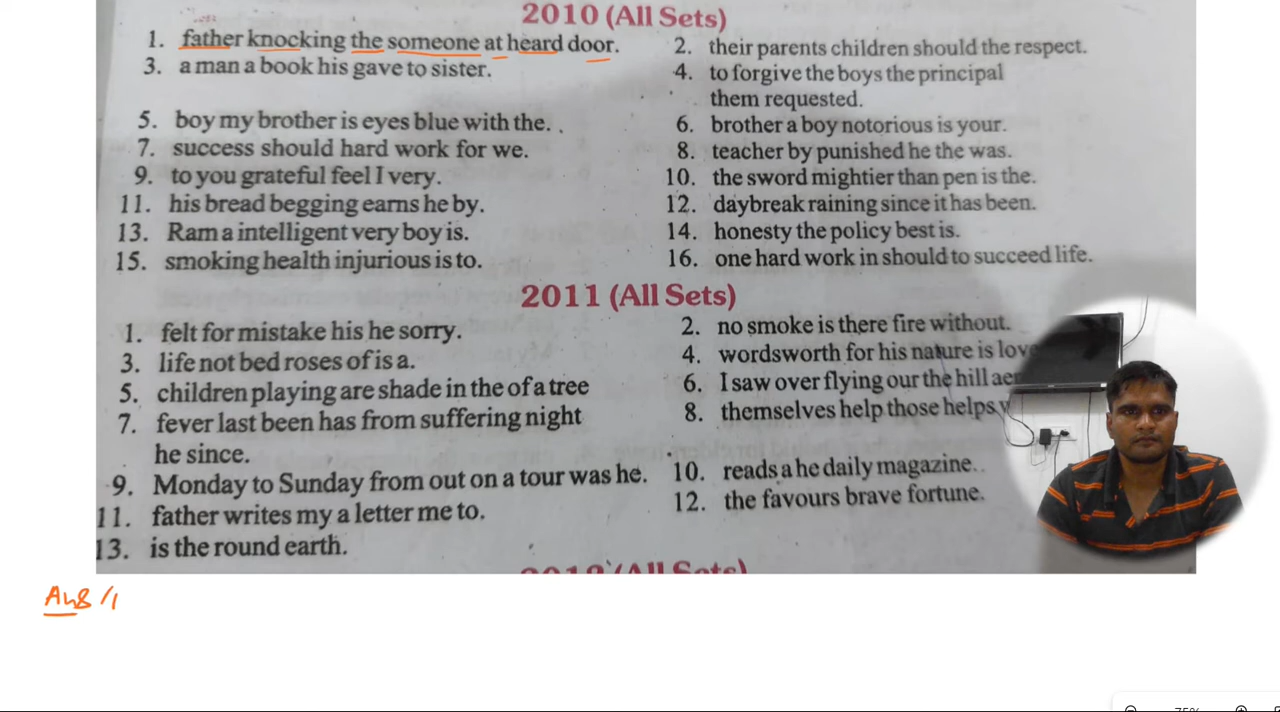 2010 (All Sets)
1. father knocking the someone at heard door.
2. their parents children should the respect.
3. a man a book his gave to sister.
4. to forgive the boys the principal
them requested.
5. boy my brother is eyes blue with the.
6. brother a boy notorious is your.
7. success should hard work for we.
8. teacher by punished he the was.
9. to you grateful feel I very.
10. the sword mightier than pen is the.
11. his bread begging earns he by.
12. daybreak raining since it has been.
13. Ram a intelligent very boy is.
14. honesty the policy best is.
15. smoking health injurious is to.
16. one hard work in should to succeed life.
2011 (All Sets)
1. felt for mistake his he sorry.
2. no smoke is there fire without.
3. life not bed roses of is a.
4. wordsworth for his nature is love
5. children playing are shade in the of a tree
6. I saw over flying our the hill aer
7. fever last been has from suffering night
he since.
8. themselves help those helps
9. Monday to Sunday from out on a tour was he.
10. reads a he daily magazine.
11. father writes my a letter me to.
12. the favours brave fortune.
13. is the round earth.
(All Sets)
Ans 1
75%